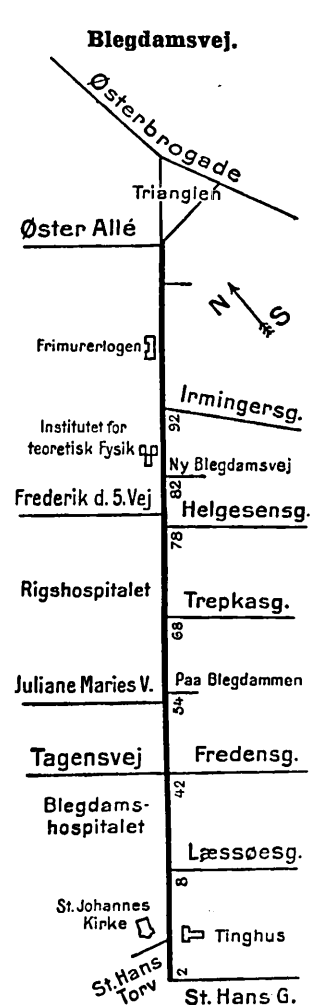 Blegdamsvej.
Østerbrogade
Trianglen
Øster Allé
N
S
Frimurerlogen
Irmingersg.
92
Institutet for
teoretisk Fysik
Ny Blegdamsvej
82
Frederik d. 5. Vej
Helgesensg.
78
Rigshospitalet
Trepkasg.
68
Juliane Maries V.
Paa Blegdammen
54
Tagensvej
Fredensg.
42
Blegdams-
hospitalet
Læssøesg.
8
St. Johannes
Kirke
Tinghus
St. Hans
Torv
2
St. Hans G.